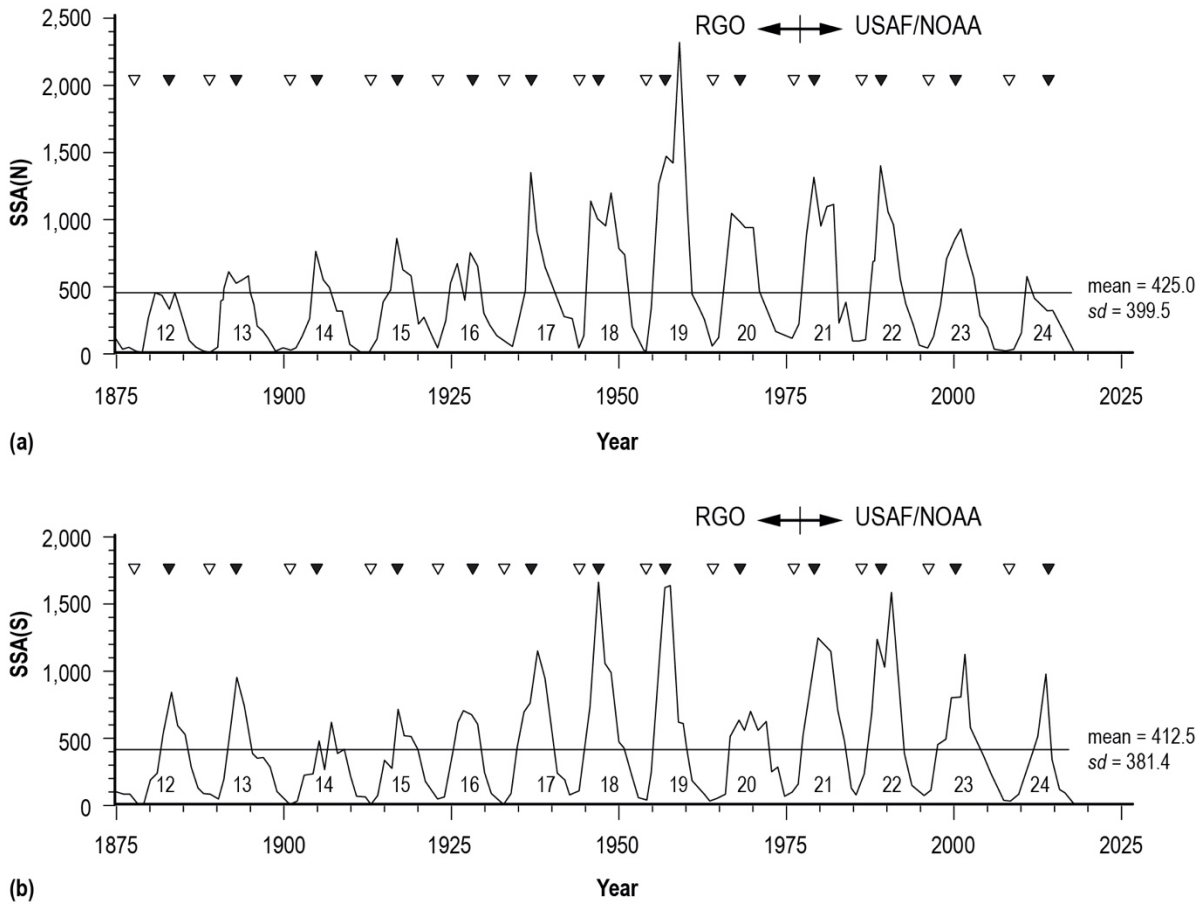 2,500
RGO USAF/NOAA
2,000
1,500
SSA(N)
1,000
500
mean = 425.0
sd = 399.5
12 13 14 15 16 17 18 19 20 21 22 23 24
0
1875 1900 1925 1950 1975 2000 2025
(a) Year
RGO USAF/NOAA
2,000
1,500
SSA(S)
1,000
500
mean = 412.5
sd = 381.4
12 13 14 15 16 17 18 19 20 21 22 23 24
0
1875 1900 1925 1950 1975 2000 2025
(b) Year